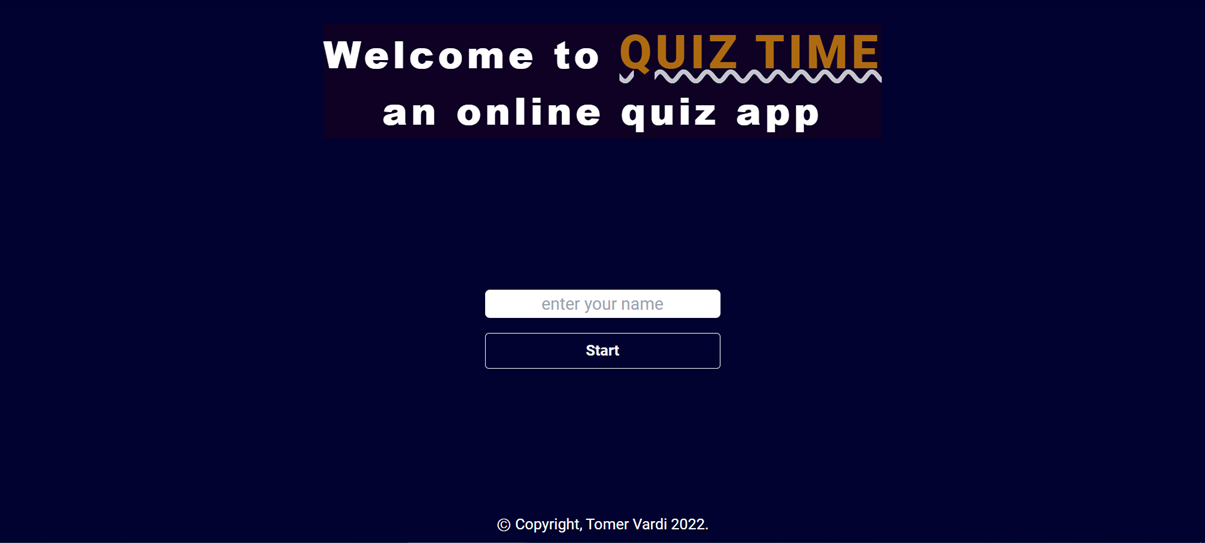 Welcome to QUIZ TIME
an online quiz app
enter your name
Start
© Copyright, Tomer Vardi 2022.